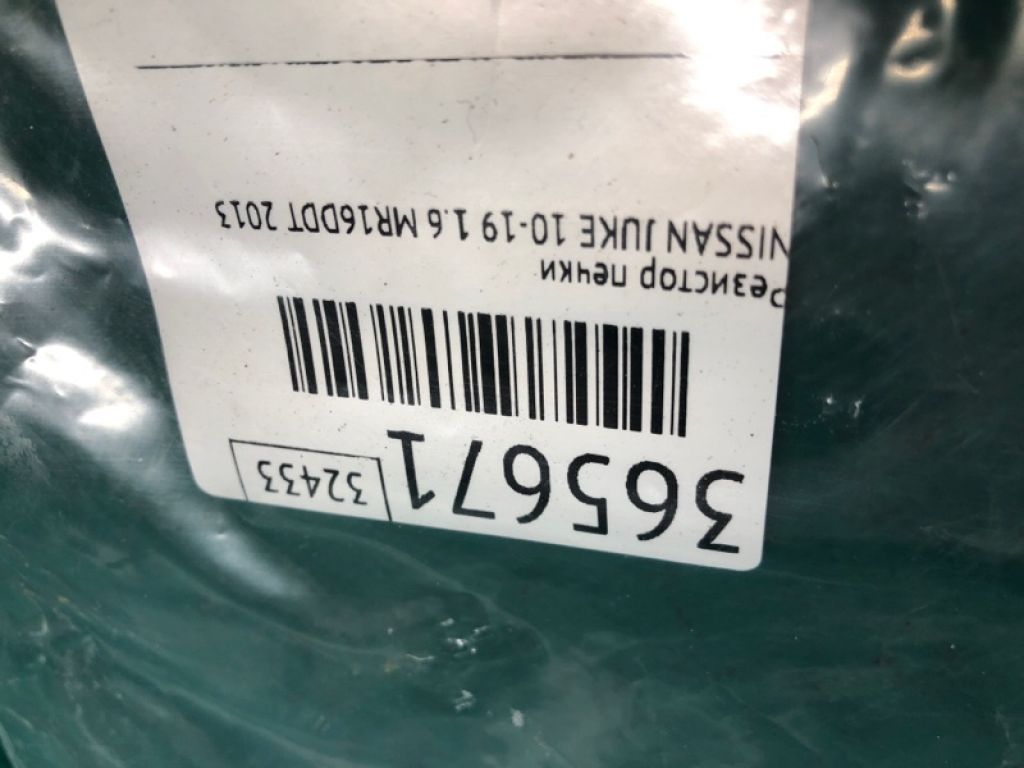 365671 32433
Резистор печки
NISSAN JUKE 10-19 1.6 MR16DDT 2013